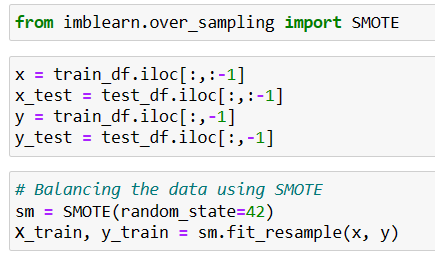 from imblearn.over_sampling import SMOTE
x = train_df.iloc[:,:-1]
x_test = test_df.iloc[:,:-1]
y = train_df.iloc[:,-1]
y_test = test_df.iloc[:,-1]
# Balancing the data using SMOTE
sm = SMOTE(random_state=42)
X_train, y_train = sm.fit_resample(x, y)